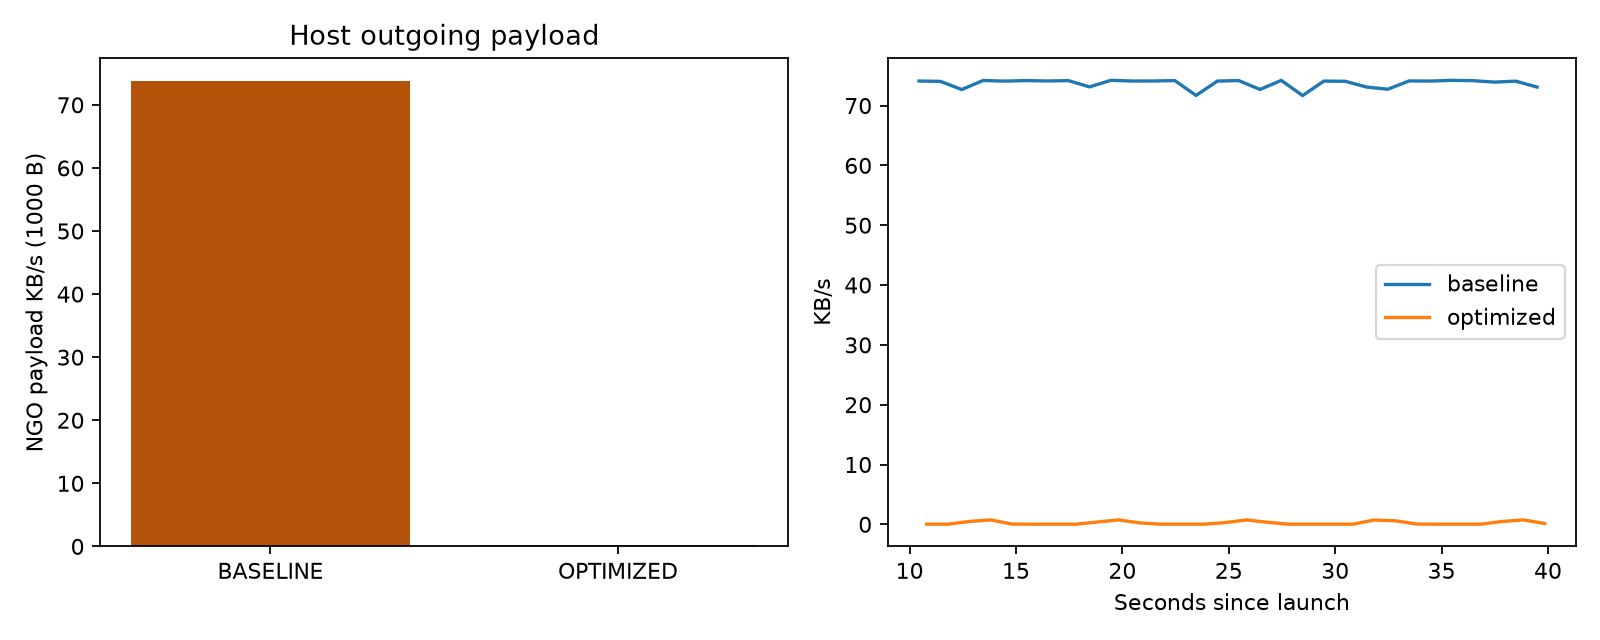 Host outgoing payload
NGO payload KB/s (1000 B)
70
60
50
40
30
20
10
0
BASELINE
OPTIMIZED
KB/s
70
60
50
40
30
20
10
0
baseline
optimized
10
15
20
25
30
35
40
Seconds since launch